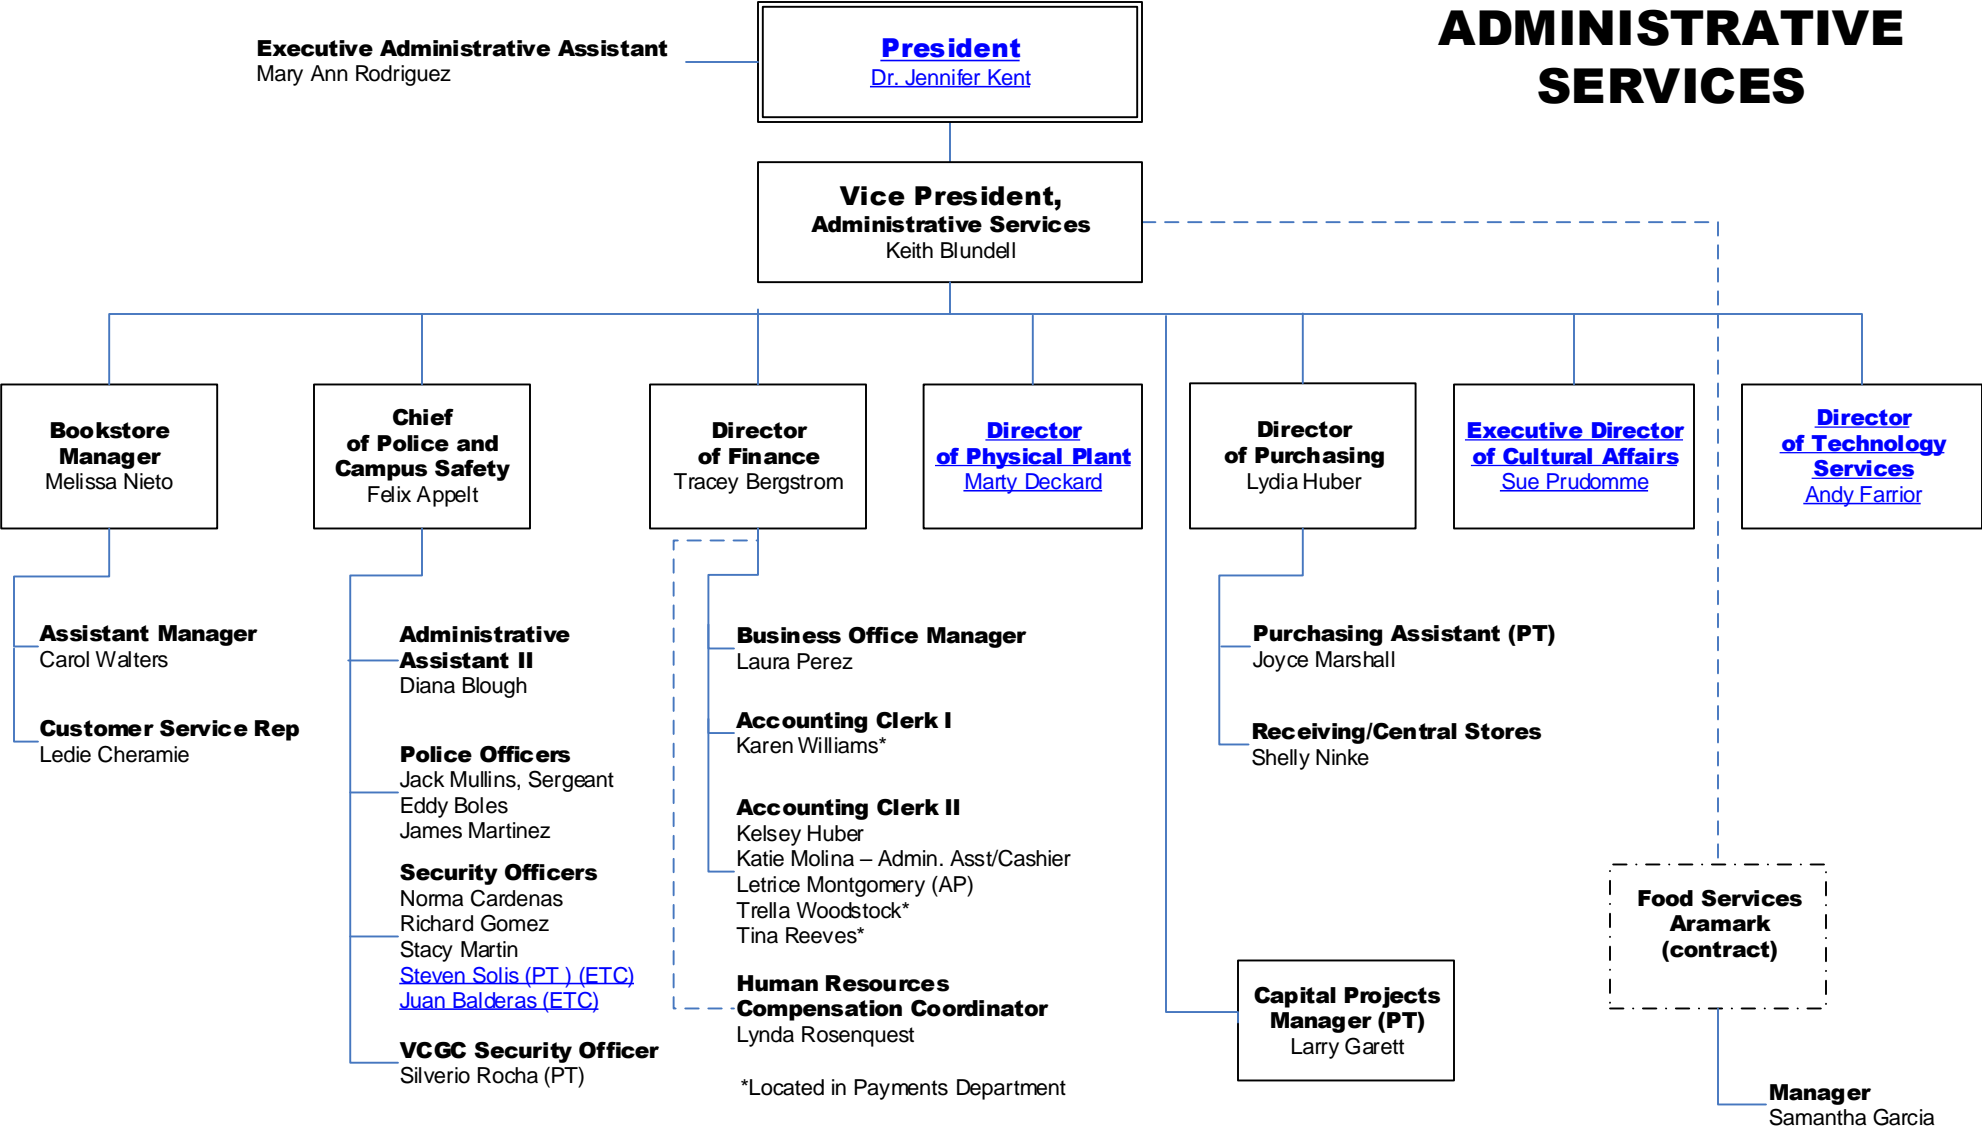 ADMINISTRATIVE
SERVICES
Executive Administrative Assistant
Mary Ann Rodriguez
President
Dr. Jennifer Kent
Vice President,
Administrative Services
Keith Blundell
Bookstore
Manager
Melissa Nieto
Assistant Manager
Carol Walters
Customer Service Rep
Ledie Cheramie
Chief
of Police and
Campus Safety
Felix Appelt
Administrative
Assistant II
Diana Blough
Police Officers
Jack Mullins, Sergeant
Eddy Boles
James Martinez
Security Officers
Norma Cardenas
Richard Gomez
Stacy Martin
Steven Solis (PT ) (ETC)
Juan Balderas (ETC)
VCGC Security Officer
Silverio Rocha (PT)
Director
of Finance
Tracey Bergstrom
Business Office Manager
Laura Perez
Accounting Clerk I
Karen Williams*
Accounting Clerk II
Kelsey Huber
Katie Molina – Admin. Asst/Cashier
Letrice Montgomery (AP)
Trella Woodstock*
Tina Reeves*
Human Resources
Compensation Coordinator
Lynda Rosenquest
*Located in Payments Department
Director
of Physical Plant
Marty Deckard
Director
of Purchasing
Lydia Huber
Purchasing Assistant (PT)
Joyce Marshall
Receiving/Central Stores
Shelly Ninke
Capital Projects
Manager (PT)
Larry Garett
Executive Director
of Cultural Affairs
Sue Prudomme
Director
of Technology
Services
Andy Farrior
Food Services
Aramark
(contract)
Manager
Samantha Garcia